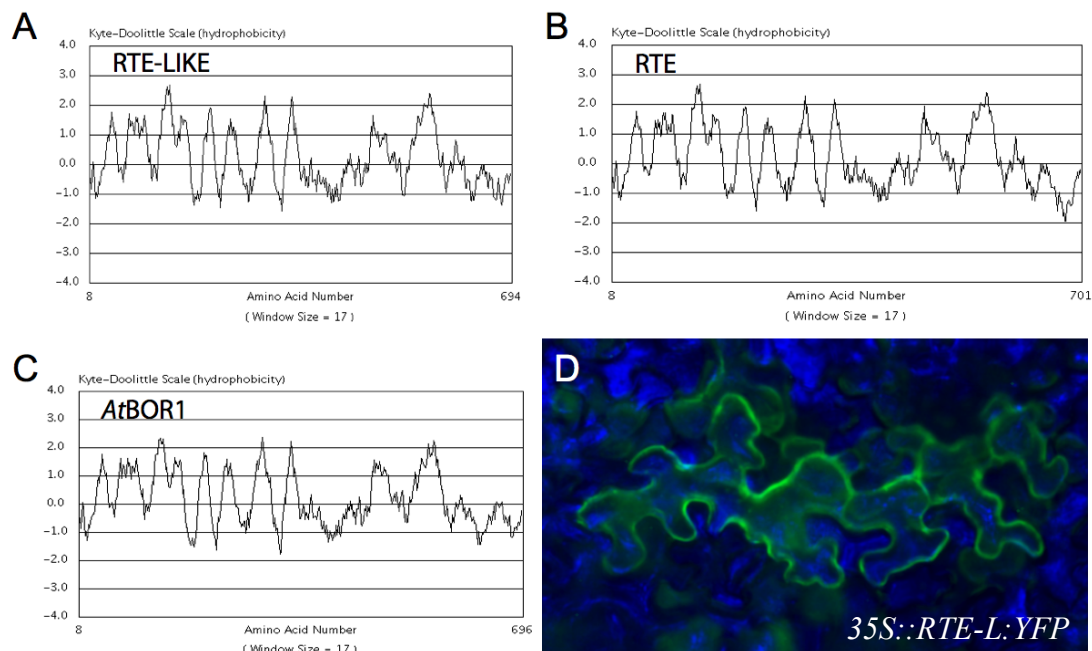 A
Kyte-Doolittle Scale (hydrophobicity)
4.0
RTE-LIKE
3.0
2.0
1.0
0.0
-1.0
-2.0
-3.0
-4.0
8
Amino Acid Number
694
( Window Size = 17 )
B
Kyte-Doolittle Scale (hydrophobicity)
4.0
RTE
3.0
2.0
1.0
0.0
-1.0
-2.0
-3.0
-4.0
8
Amino Acid Number
701
( Window Size = 17 )
C
Kyte-Doolittle Scale (hydrophobicity)
4.0
AtBOR1
3.0
2.0
1.0
0.0
-1.0
-2.0
-3.0
-4.0
8
Amino Acid Number
696
( Window Size = 17 )
D
35S::RTE-L:YFP